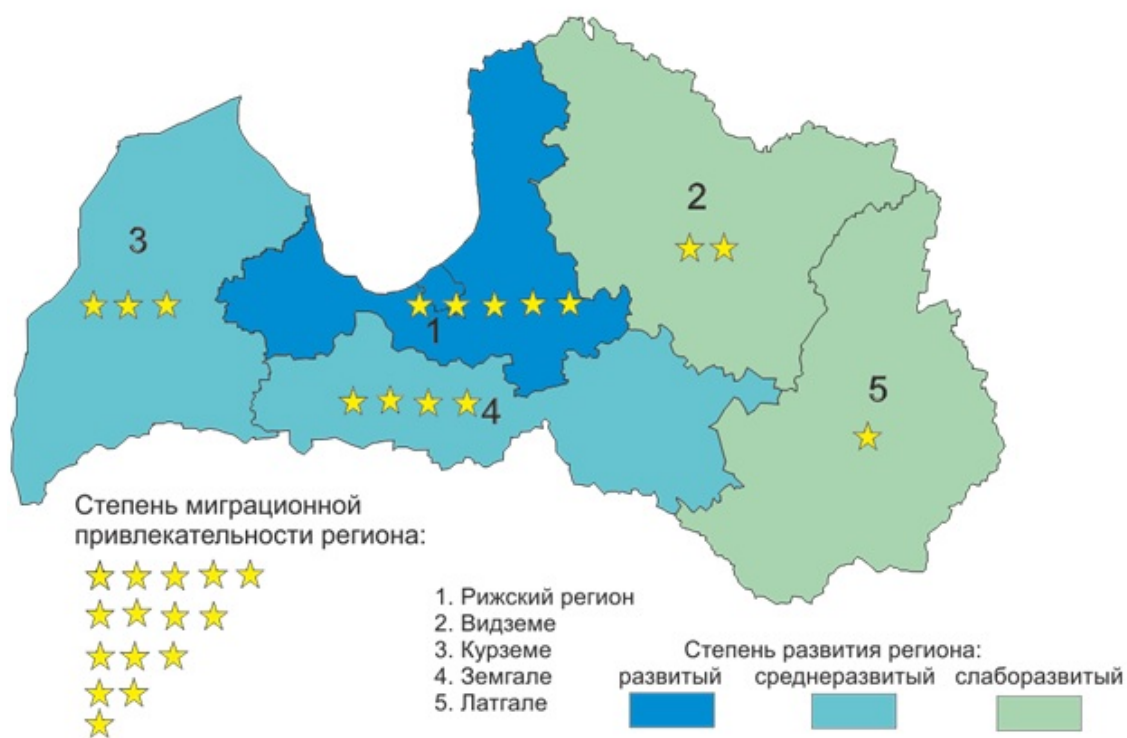 2
3
1
5
4
Степень миграционной
привлекательности региона:
1. Рижский регион
2. Видземе
3. Курземе
4. Земгале
5. Латгале
Степень развития региона:
развитый среднеразвитый слаборазвитый